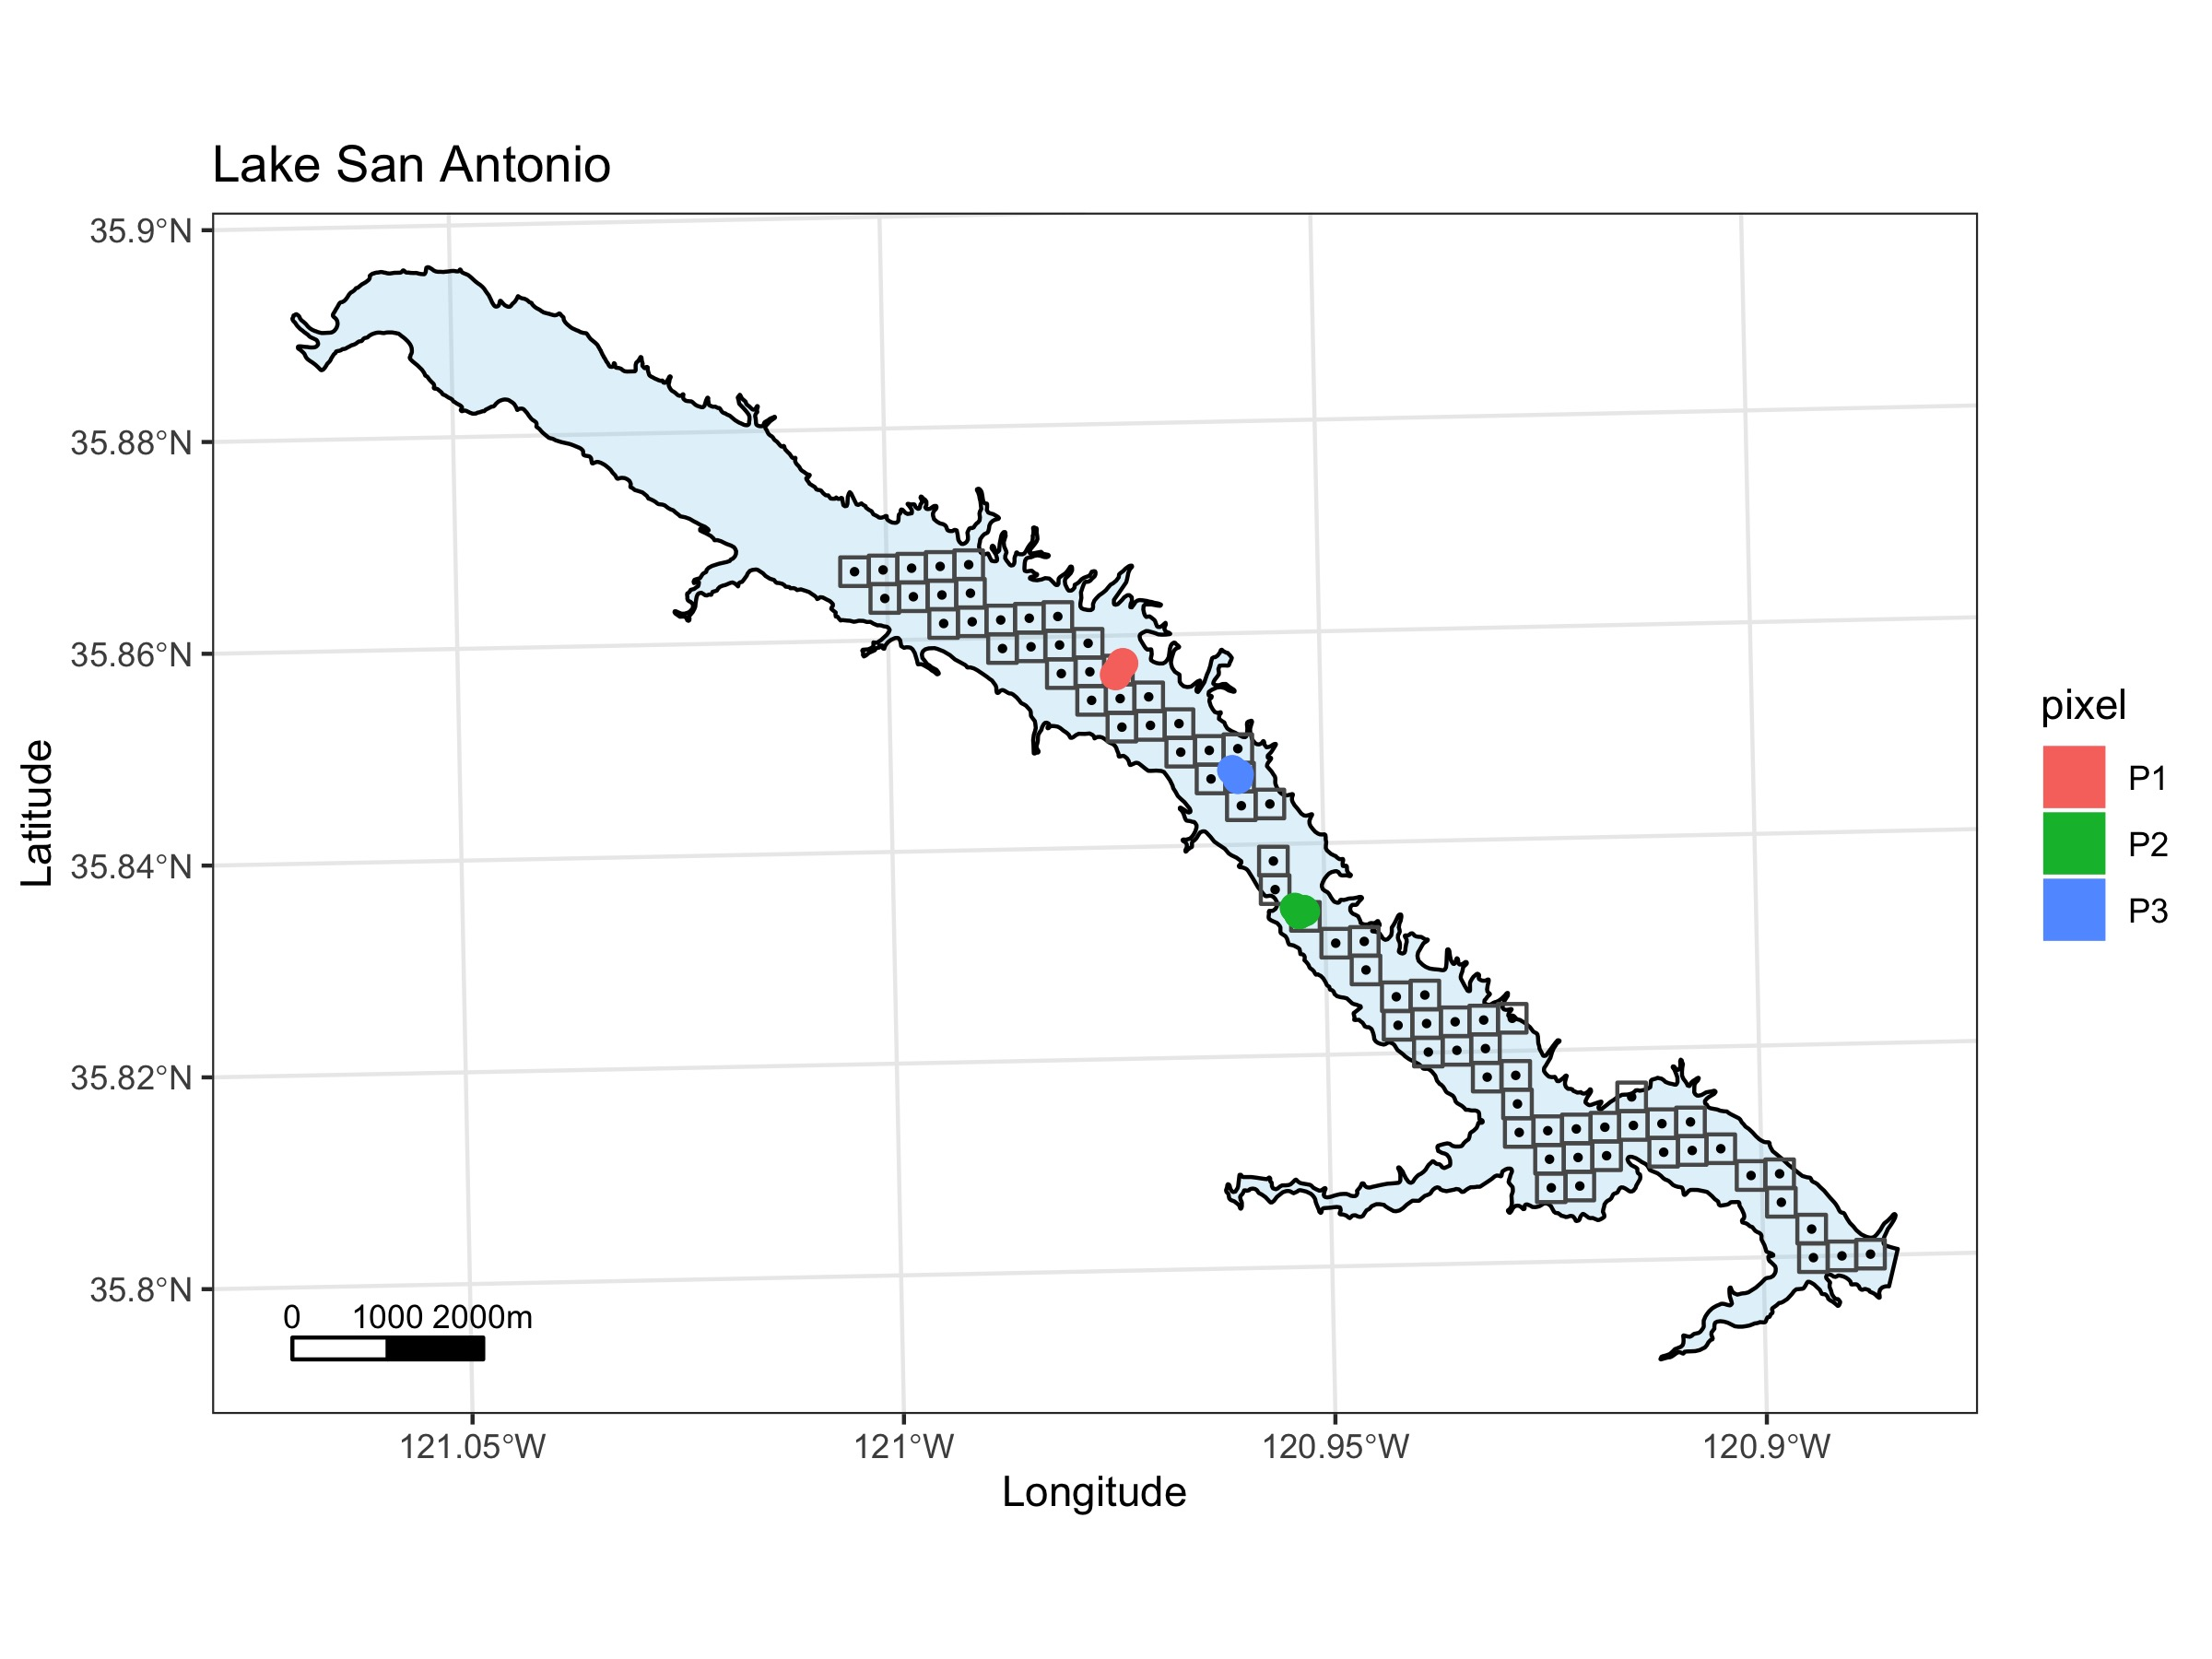 Lake San Antonio
35.9°N
35.88°N
35.86°N
35.84°N
35.82°N
35.8°N
Latitude
0 1000 2000m
121.05°W 121°W 120.95°W 120.9°W
Longitude
pixel
P1
P2
P3